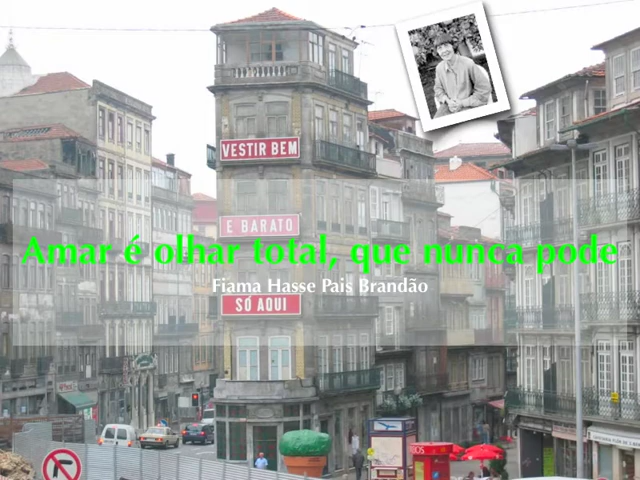 VESTIR BEM
E BARATO
Amar é olhar total, que nunca pode
Fiama Hasse Pais Brandão
SÓ AQUI